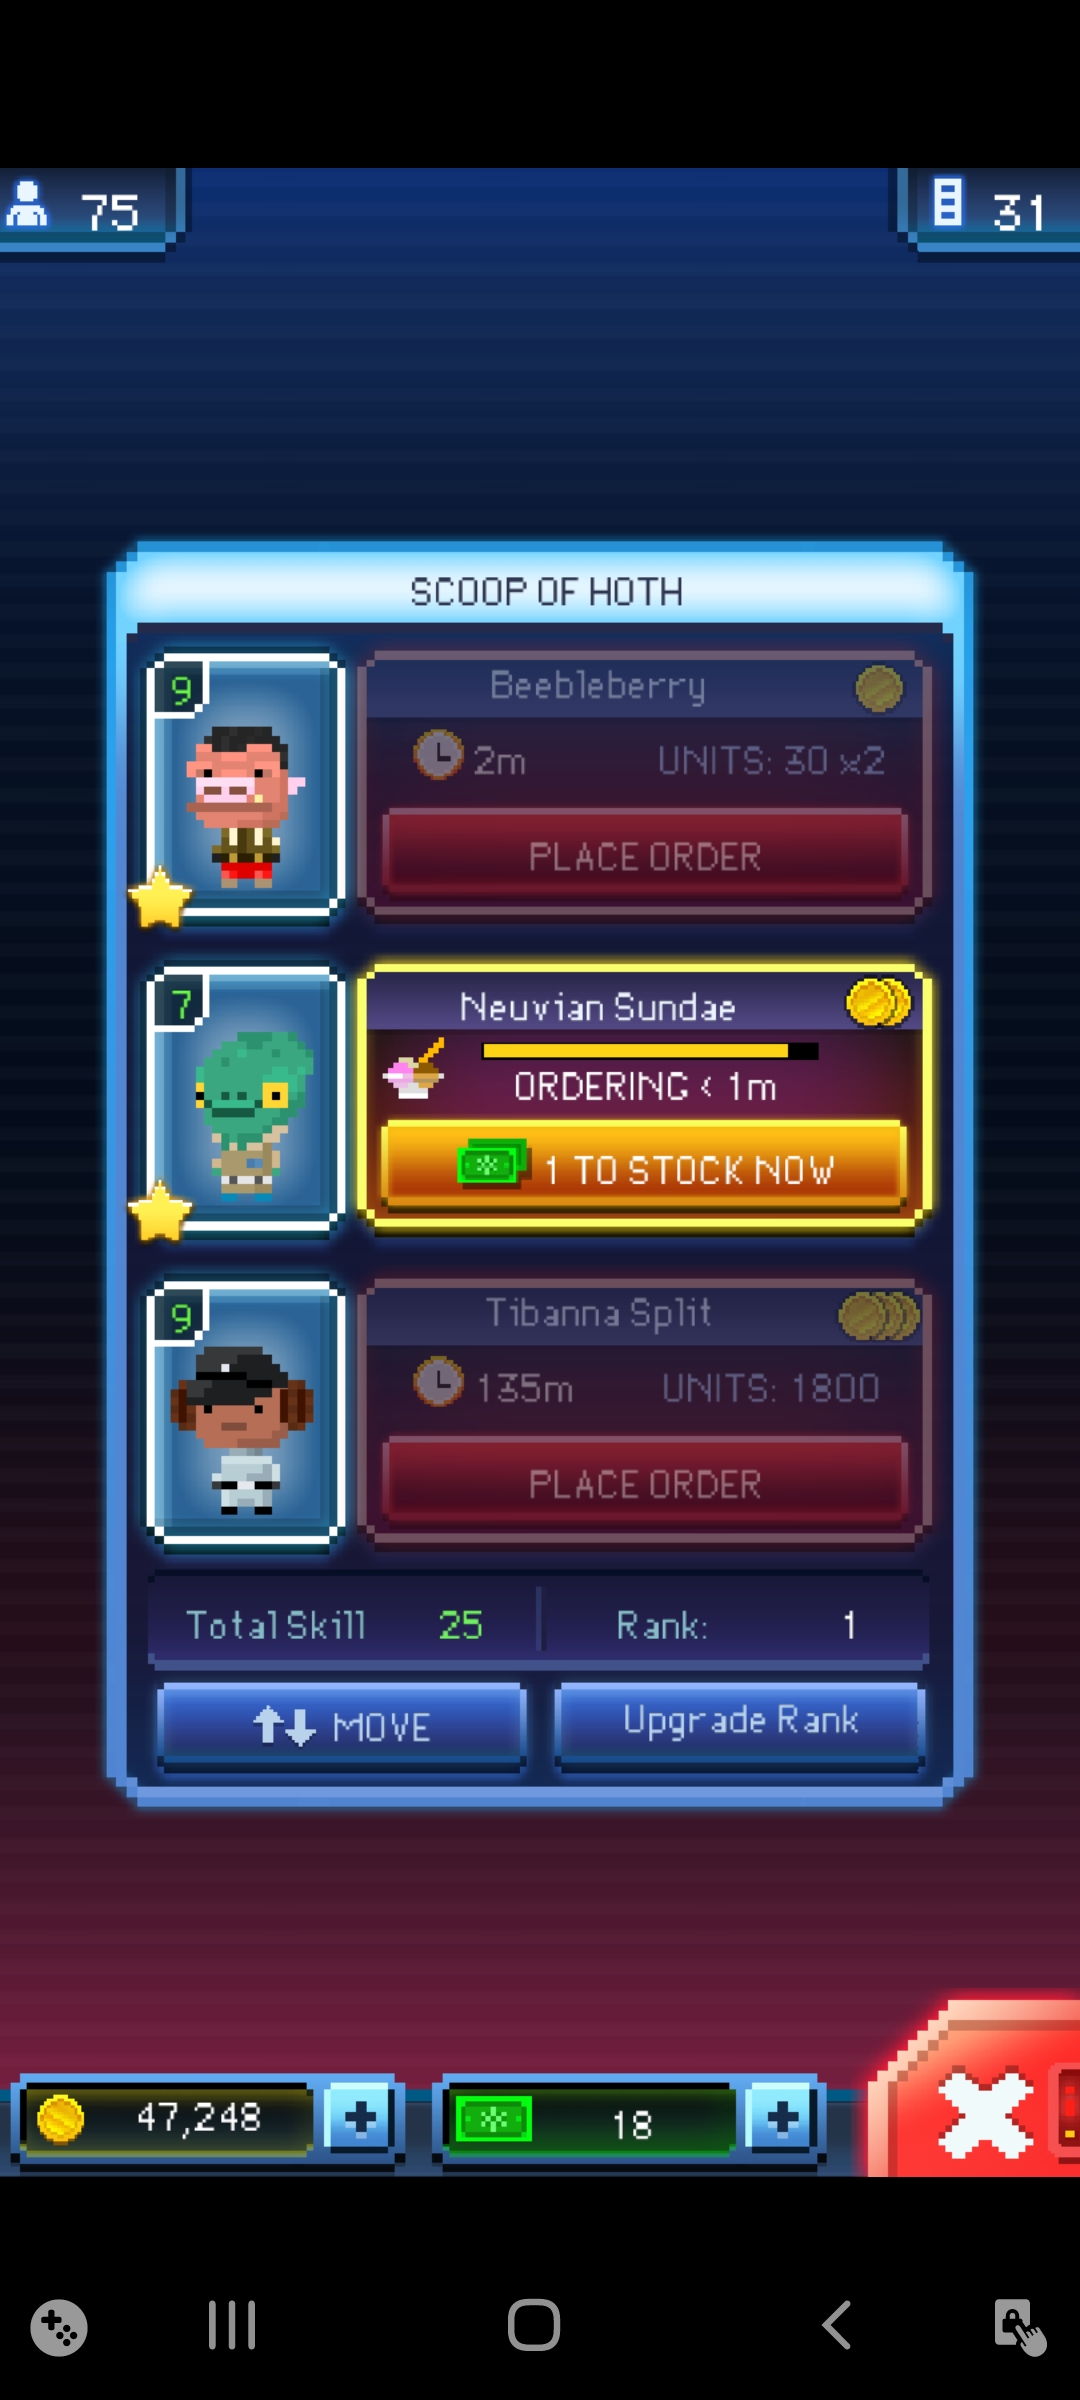 75
31
SCOOP OF HOTH
9
Beebleberry
2m
UNITS: 30 x2
PLACE ORDER
7
Neuvian Sundae
ORDERING < 1m
1 TO STOCK NOW
9
Tibanna Split
135m
UNITS: 1800
PLACE ORDER
Total Skill 25
Rank: 1
MOVE
Upgrade Rank
47,248
18